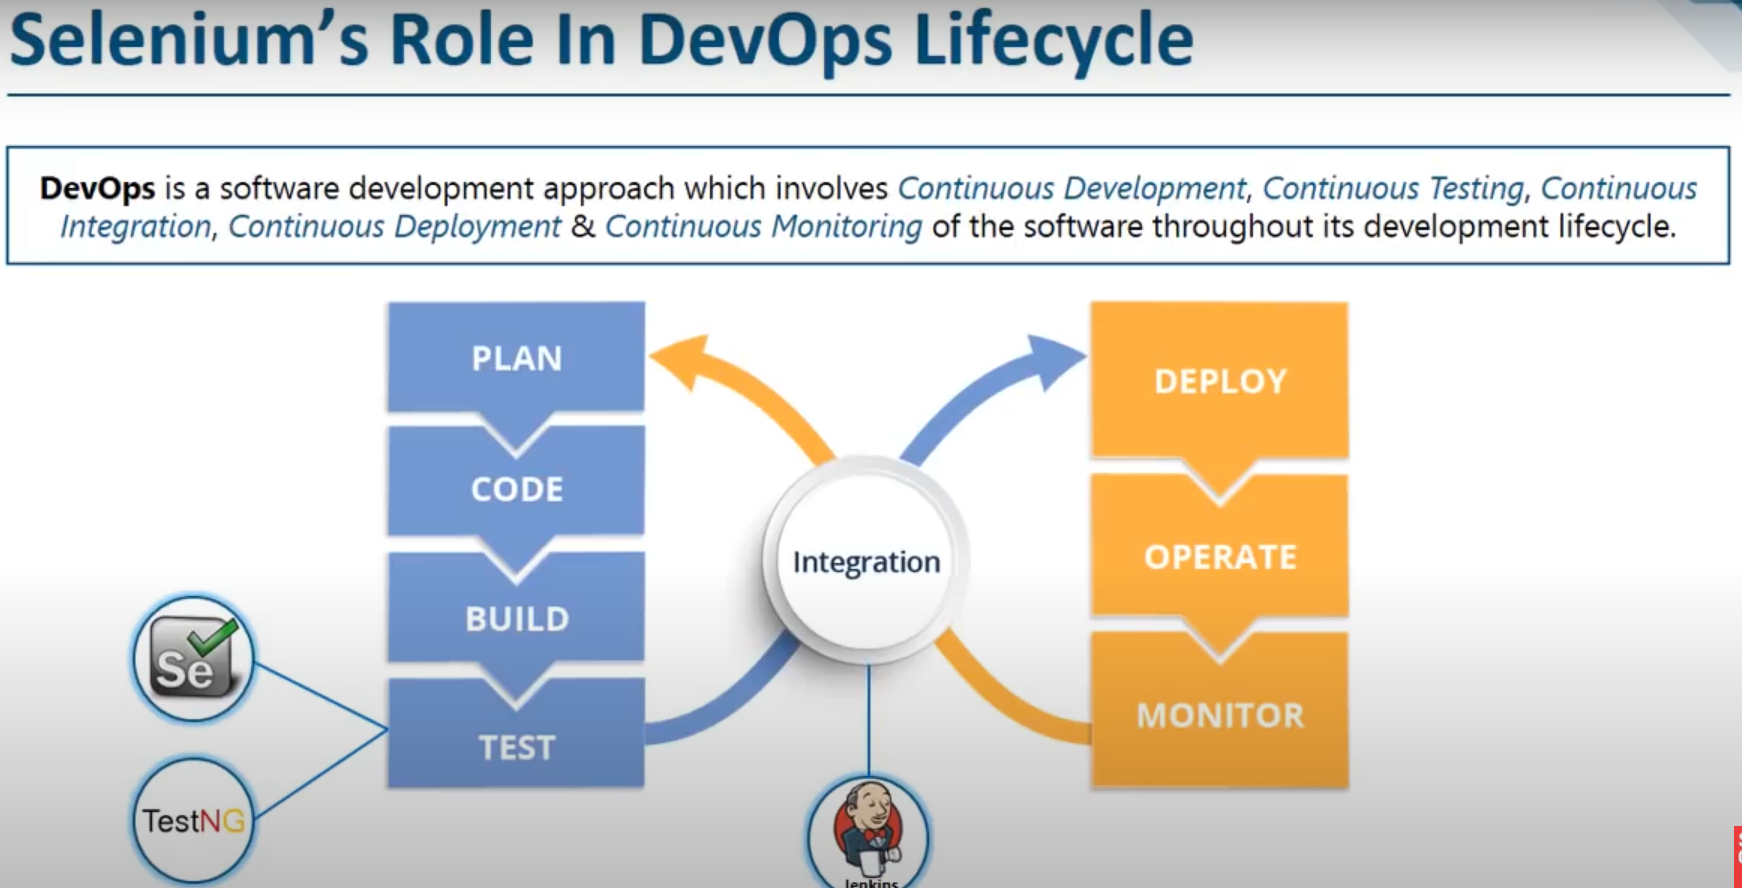 Selenium's Role In DevOps Lifecycle
DevOps is a software development approach which involves Continuous Development, Continuous Testing, Continuous
Integration, Continuous Deployment & Continuous Monitoring of the software throughout its development lifecycle.
PLAN
CODE
BUILD
TEST
Se
TestNG
Integration
Jenkins
DEPLOY
OPERATE
MONITOR